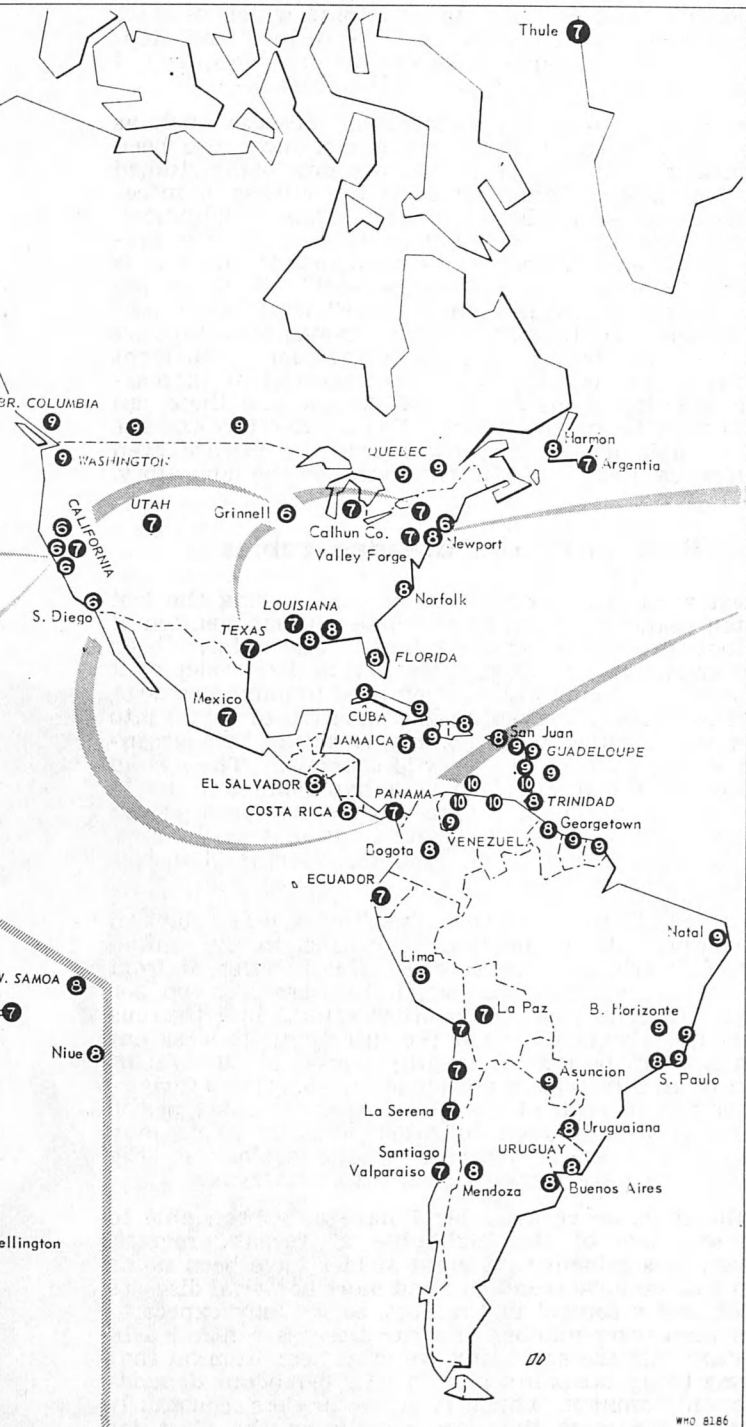 Thule 7
BR. COLUMBIA
9 9 9
9 WASHINGTON
QUEBEC
9 9
8 Harmon
7 Argentia
CALIFORNIA
6
6 7
6
UTAH
7
Grinnell 6
7
Calhun Co.
7
6
7 8 Newport
Valley Forge
S. Diego 6
8 Norfolk
LOUISIANA
7 8
8
TEXAS
7
8 FLORIDA
Mexico
7
8
CUBA 9
JAMAICA 9 9
8
8 San Juan
9 9
GUADELOUPE
9 9
10
8 TRINIDAD
EL SALVADOR 8
COSTA RICA 8
PANAMA
7
10
10 10
9
VENEZUEL
8 Georgetown
9 9
Bogota 8
ECUADOR
7
Natal 9
Lima
8
7 La Paz
7
B. Horizonte
9 9
8 9
S. Paulo
7
Asuncion
9
La Serena 7
8 Uruguaiana
URUGUAY
8
Santiago
Valparaiso 7
8
Mendoza
8 Buenos Aires
SAMOA 8
7
Niue 8
ellington
WHO 8186